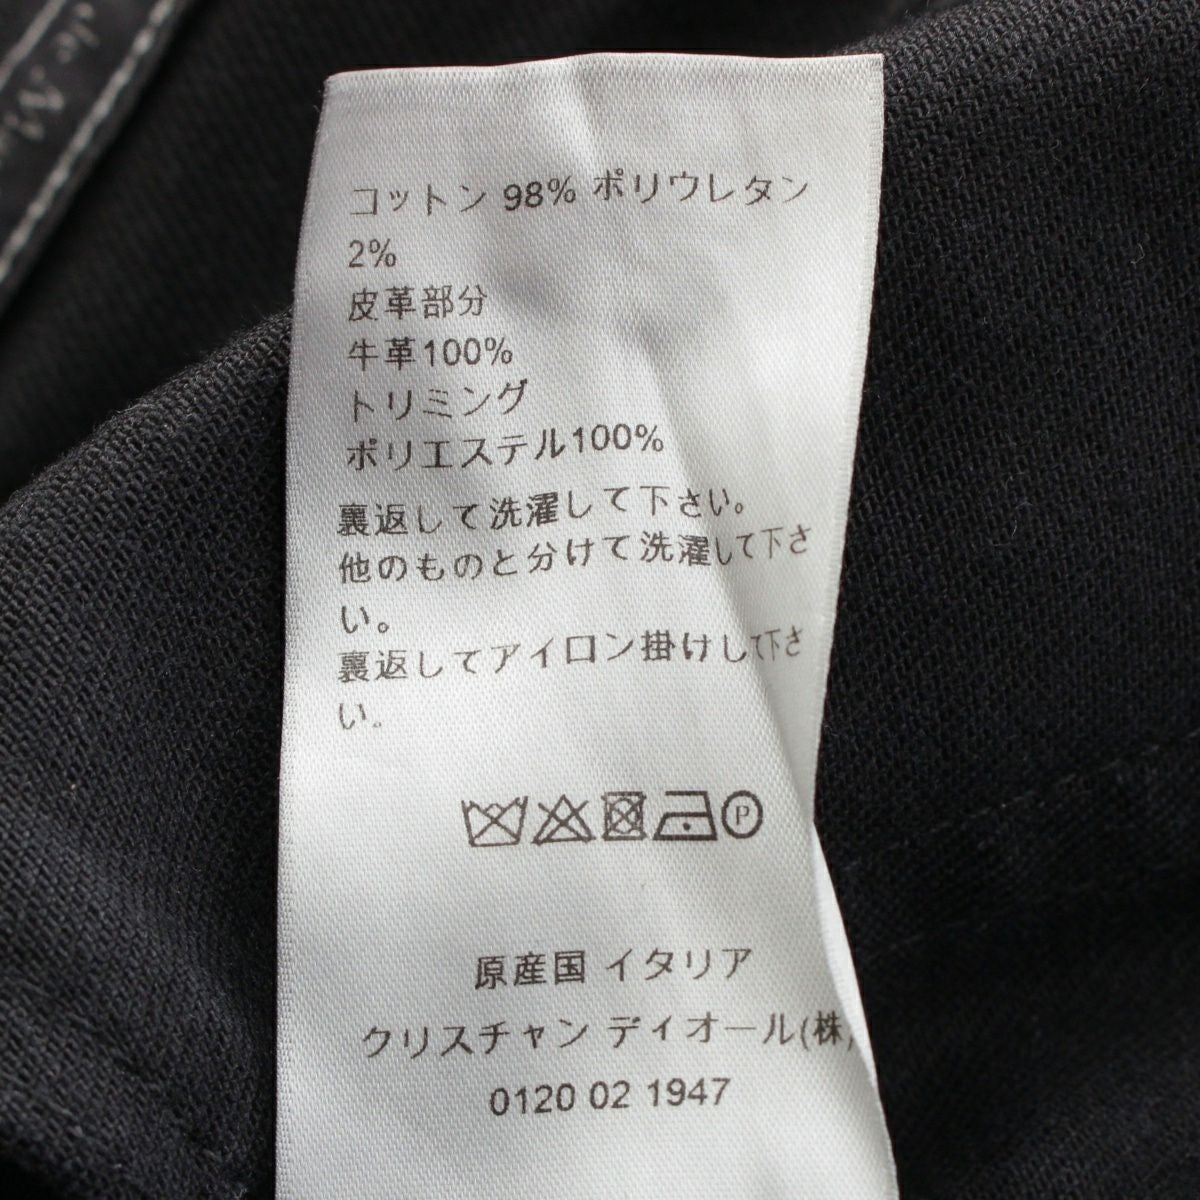 コットン 98% ポリウレタン
2%
皮革部分
牛革100%
トリミング
ポリエステル100%
裏返して洗濯して下さい。
他のものと分けて洗濯して下さ
い。
裏返してアイロン掛けして下さ
い。
P
原産国 イタリア
クリスチャン ディオール(株)
0120 02 1947